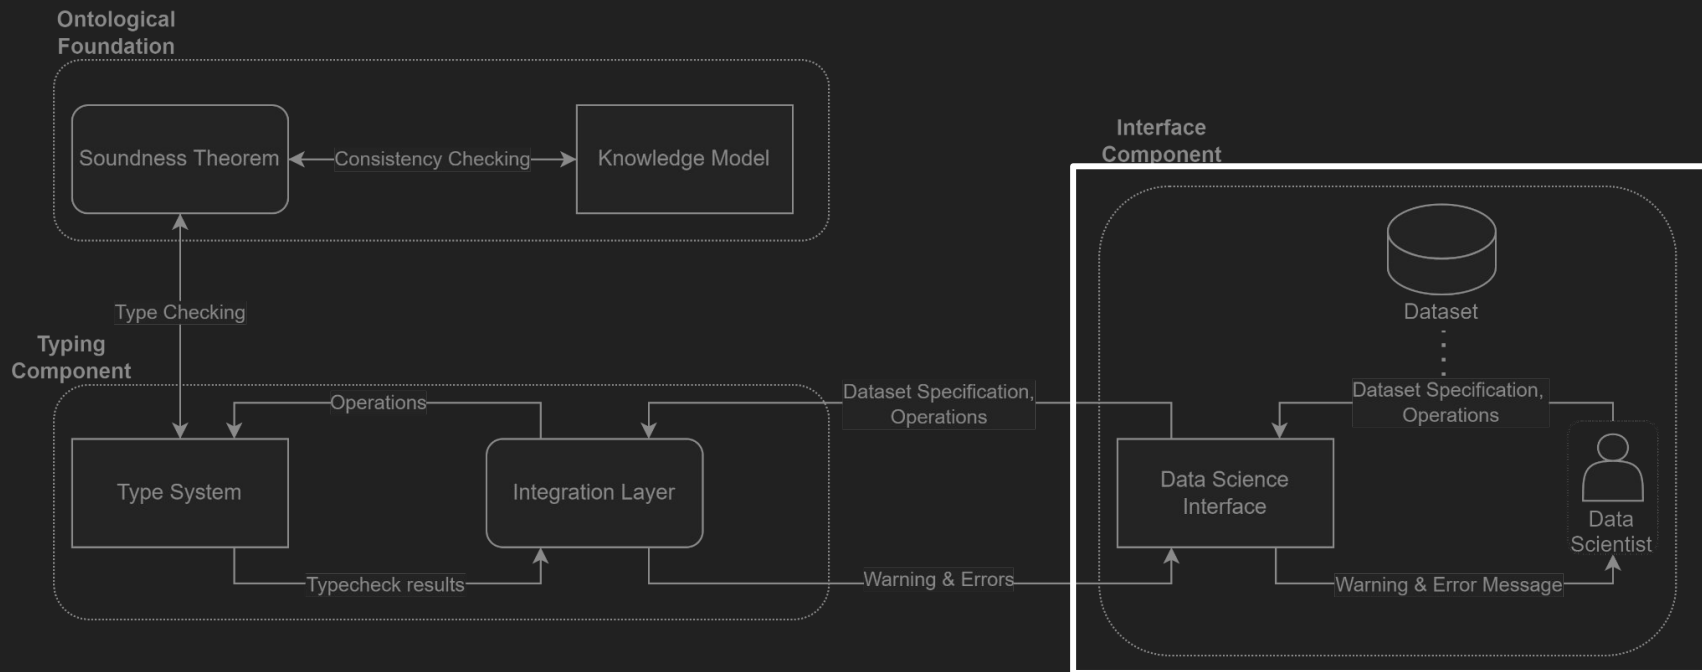 Ontological
Foundation
Soundness Theorem
Consistency Checking
Knowledge Model
Interface
Component
Dataset
Type Checking
Typing
Component
Operations
Dataset Specification,
Operations
Dataset Specification,
Operations
Type System
Integration Layer
Data Science
Interface
Data
Scientist
Typecheck results
Warning & Errors
Warning & Error Message